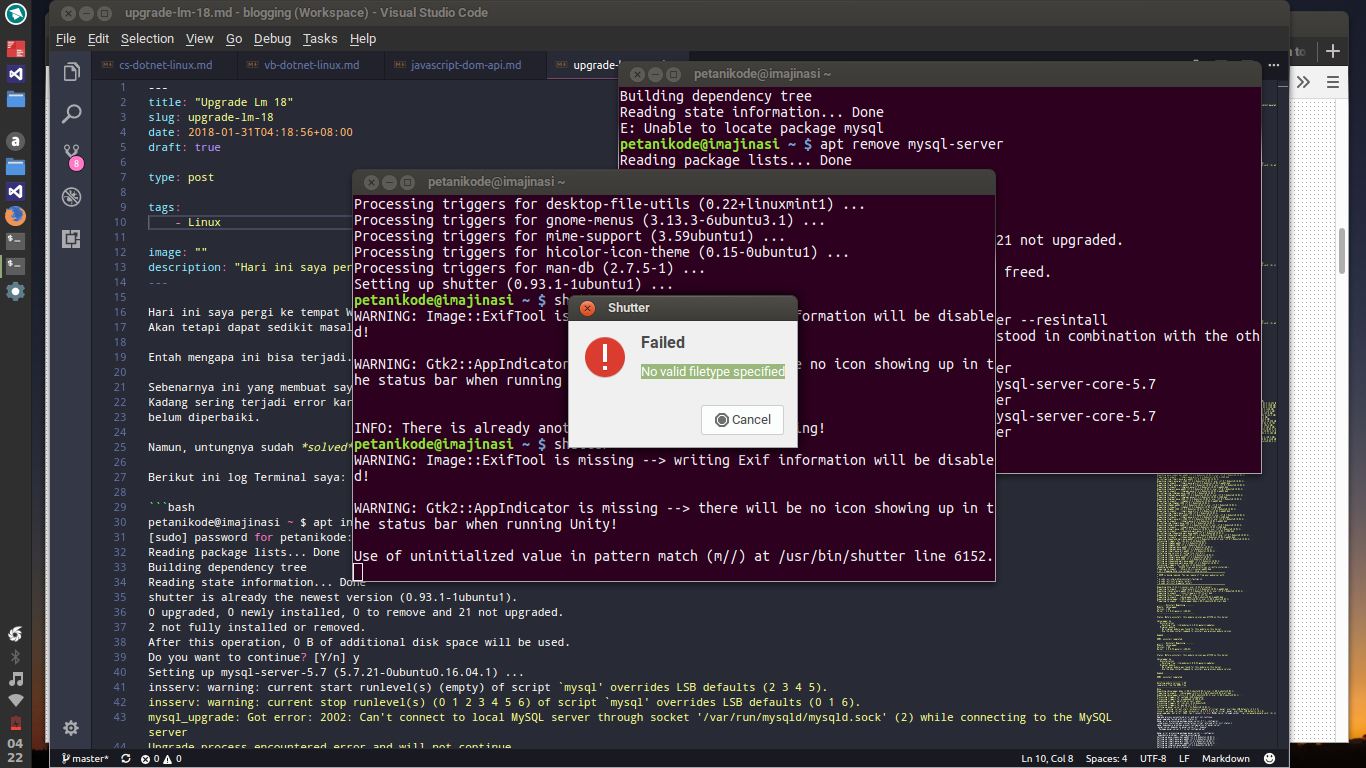 upgrade-lm-18.md - blogging (Workspace) - Visual Studio Code
File Edit Selection View Go Debug Tasks Help
cs-dotnet-linux.md vb-dotnet-linux.md javascript-dom-api.md
1 ---
2 title: "Upgrade Lm 18"
3 slug: upgrade-lm-18
4 date: 2018-01-31T04:18:56+08:00
5 draft: true
6
7 type: post
8
9 tags:
10 - Linux
11
12 image: ""
13 description: "Hari ini saya
14 ---
15
16 Hari ini saya pergi ke tempat
17 Akan tetapi dapat sedikit
18
19 Entah mengapa ini bisa terjadi.
20
21 Sebenarnya ini yang membuat
22 Kadang sering terjadi error
23 belum diperbaiki.
24
25 Namun, untungnya sudah *solved*
26
27 Berikut ini log Terminal saya:
28
29 ```bash
30 petanikode@imajinasi ~ $ apt
31 [sudo] password for petanikode:
32 Reading package lists... Done
33 Building dependency tree
34 Reading state information... Done
35 shutter is already the newest version (0.93.1-1ubuntu1).
36 0 upgraded, 0 newly installed, 0 to remove and 21 not upgraded.
37 2 not fully installed or removed.
38 After this operation, 0 B of additional disk space will be used.
39 Do you want to continue? [Y/n] y
40 Setting up mysql-server-5.7 (5.7.21-0ubuntu0.16.04.1) ...
41 insserv: warning: current start runlevel(s) (empty) of script `mysql' overrides LSB defaults (2 3 4 5).
42 insserv: warning: current stop runlevel(s) (0 1 2 3 4 5 6) of script `mysql' overrides LSB defaults (0 1 6).
43 mysql_upgrade: Got error: 2002: Can't connect to local MySQL server through socket '/var/run/mysqld/mysqld.sock' (2) while connecting to the MySQL
server
44 Upgrade process encountered error and will not continue
master* 0 0 Ln 10, Col 8 Spaces: 4 UTF-8 LF Markdown
petanikode@imajinasi ~
Building dependency tree
Reading state information... Done
E: Unable to locate package mysql
petanikode@imajinasi ~ $ apt remove mysql-server
Reading package lists... Done
21 not upgraded.
freed.
er --resintall
stood in combination with the oth
er
ysql-server-core-5.7
er
ysql-server-core-5.7
er
petanikode@imajinasi ~
Processing triggers for desktop-file-utils (0.22+linuxmint1) ...
Processing triggers for gnome-menus (3.13.3-6ubuntu3.1) ...
Processing triggers for mime-support (3.59ubuntu1) ...
Processing triggers for hicolor-icon-theme (0.15-0ubuntu1) ...
Processing triggers for man-db (2.7.5-1) ...
Setting up shutter (0.93.1-1ubuntu1) ...
petanikode@imajinasi ~ $
WARNING: Image::ExifTool is information will be disable
d!
WARNING: Gtk2::AppIndicator no icon showing up in t
he status bar when running
INFO: There is already
petanikode@imajinasi ~ $
WARNING: Image::ExifTool is missing --> writing Exif information will be disable
d!
WARNING: Gtk2::AppIndicator is missing --> there will be no icon showing up in t
he status bar when running Unity!
Use of uninitialized value in pattern match (m//) at /usr/bin/shutter line 6152.
Shutter
Failed
No valid filetype specified
Cancel
8
04
22